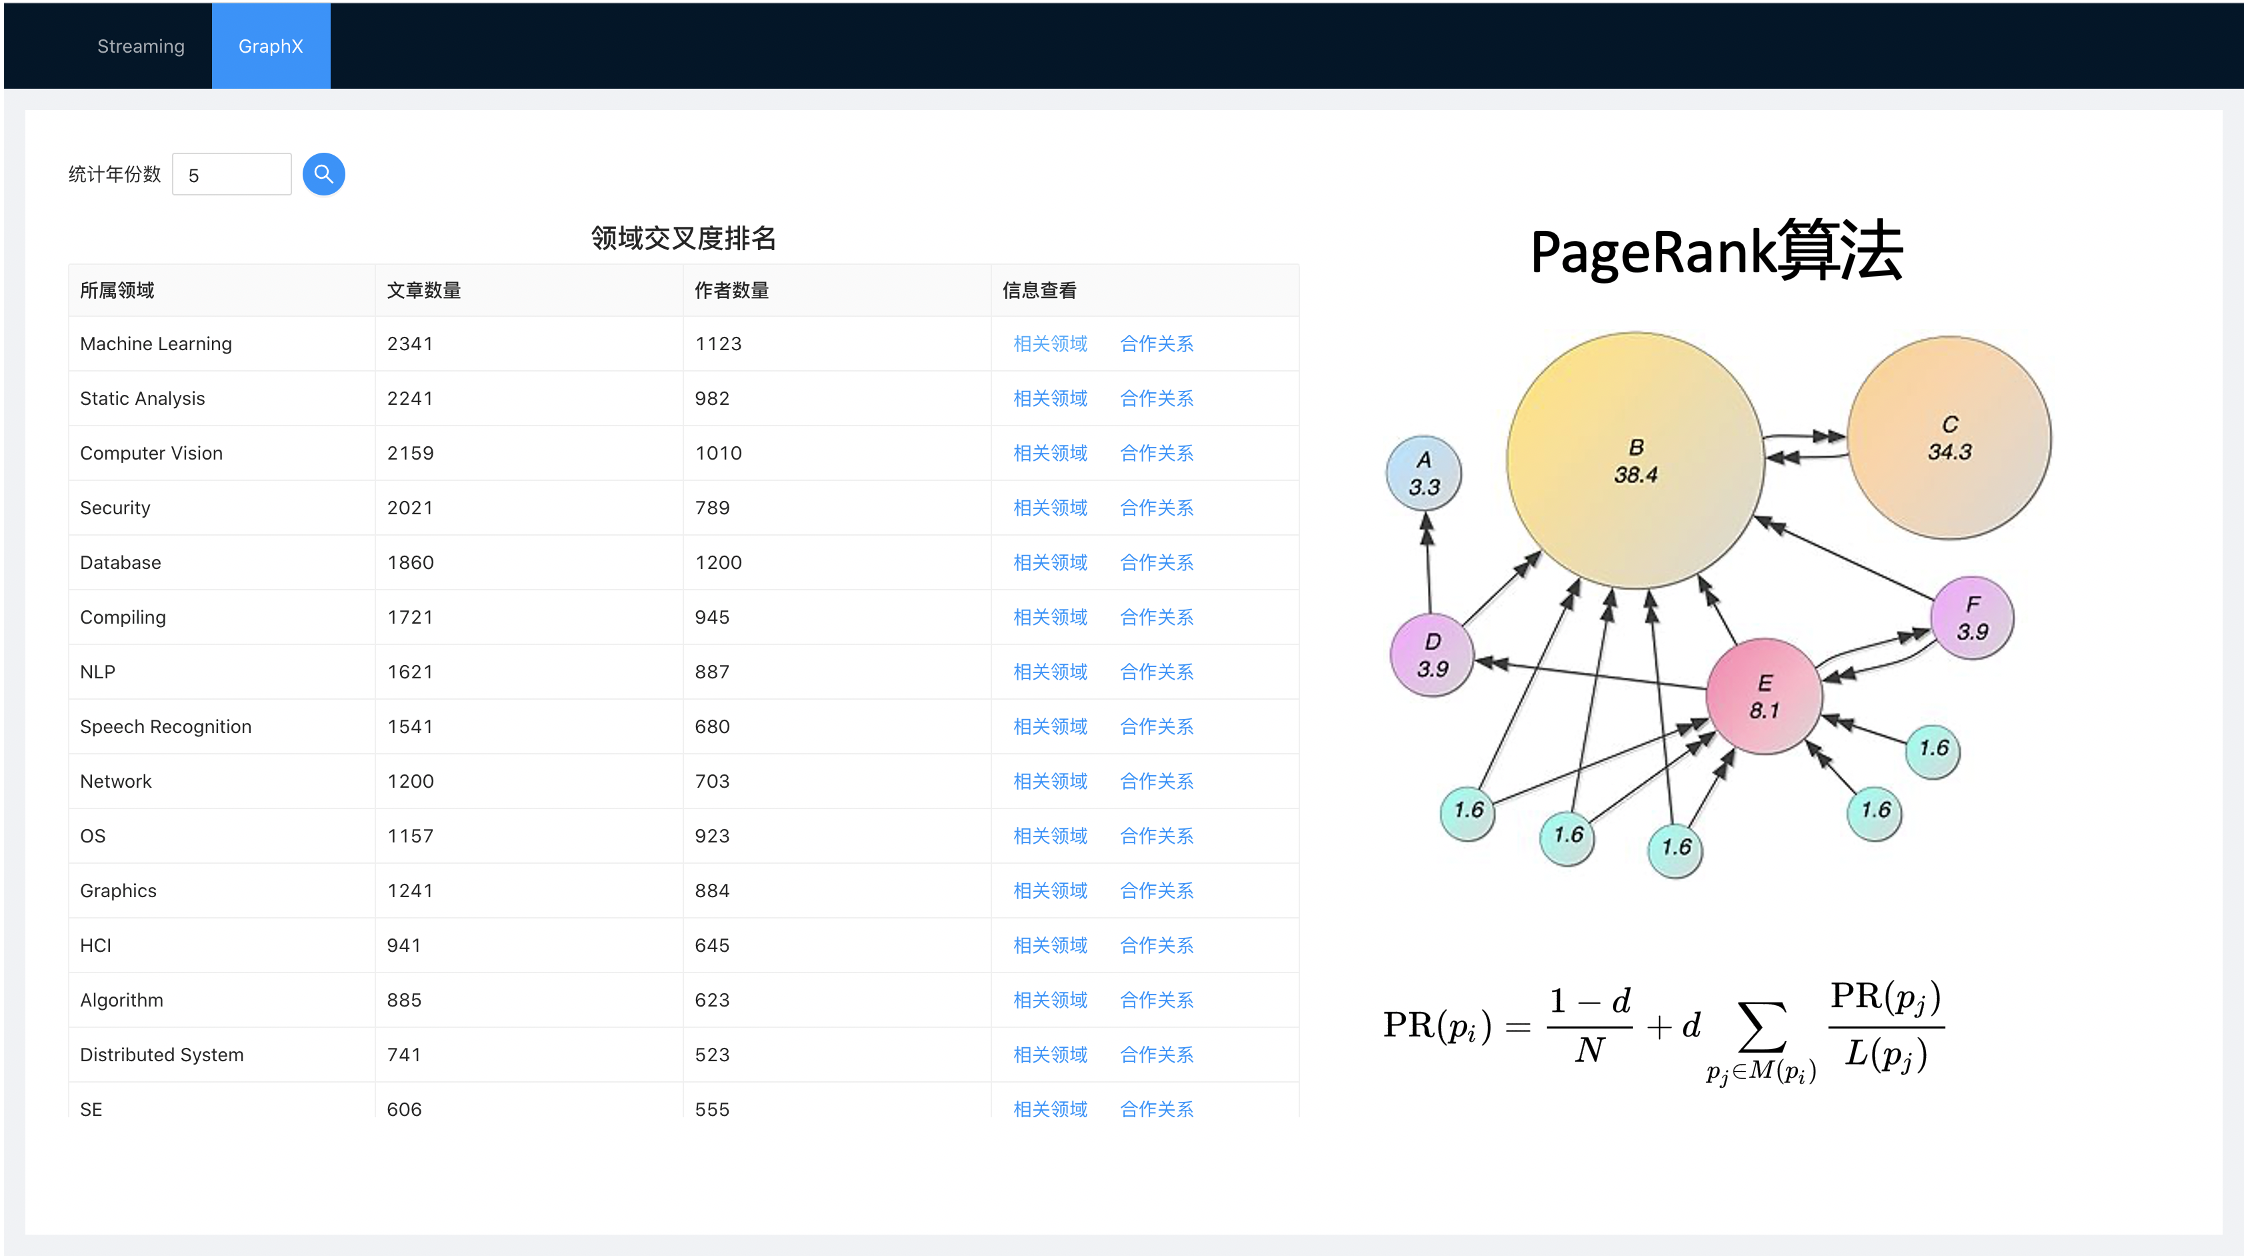 Streaming GraphX
统计年份数 5
领域交叉度排名
所属领域 文章数量 作者数量 信息查看
Machine Learning 2341 1123 相关领域 合作关系
Static Analysis 2241 982 相关领域 合作关系
Computer Vision 2159 1010 相关领域 合作关系
Security 2021 789 相关领域 合作关系
Database 1860 1200 相关领域 合作关系
Compiling 1721 945 相关领域 合作关系
NLP 1621 887 相关领域 合作关系
Speech Recognition 1541 680 相关领域 合作关系
Network 1200 703 相关领域 合作关系
OS 1157 923 相关领域 合作关系
Graphics 1241 884 相关领域 合作关系
HCI 941 645 相关领域 合作关系
Algorithm 885 623 相关领域 合作关系
Distributed System 741 523 相关领域 合作关系
SE 606 555 相关领域 合作关系
PageRank算法
A
3.3
B
38.4
C
34.3
D
3.9
E
8.1
F
3.9
1.6
1.6
1.6
1.6
1.6
PR(p_i) = \frac{1-d}{N} + d \sum_{p_j \in M(p_i)} \frac{PR(p_j)}{L(p_j)}